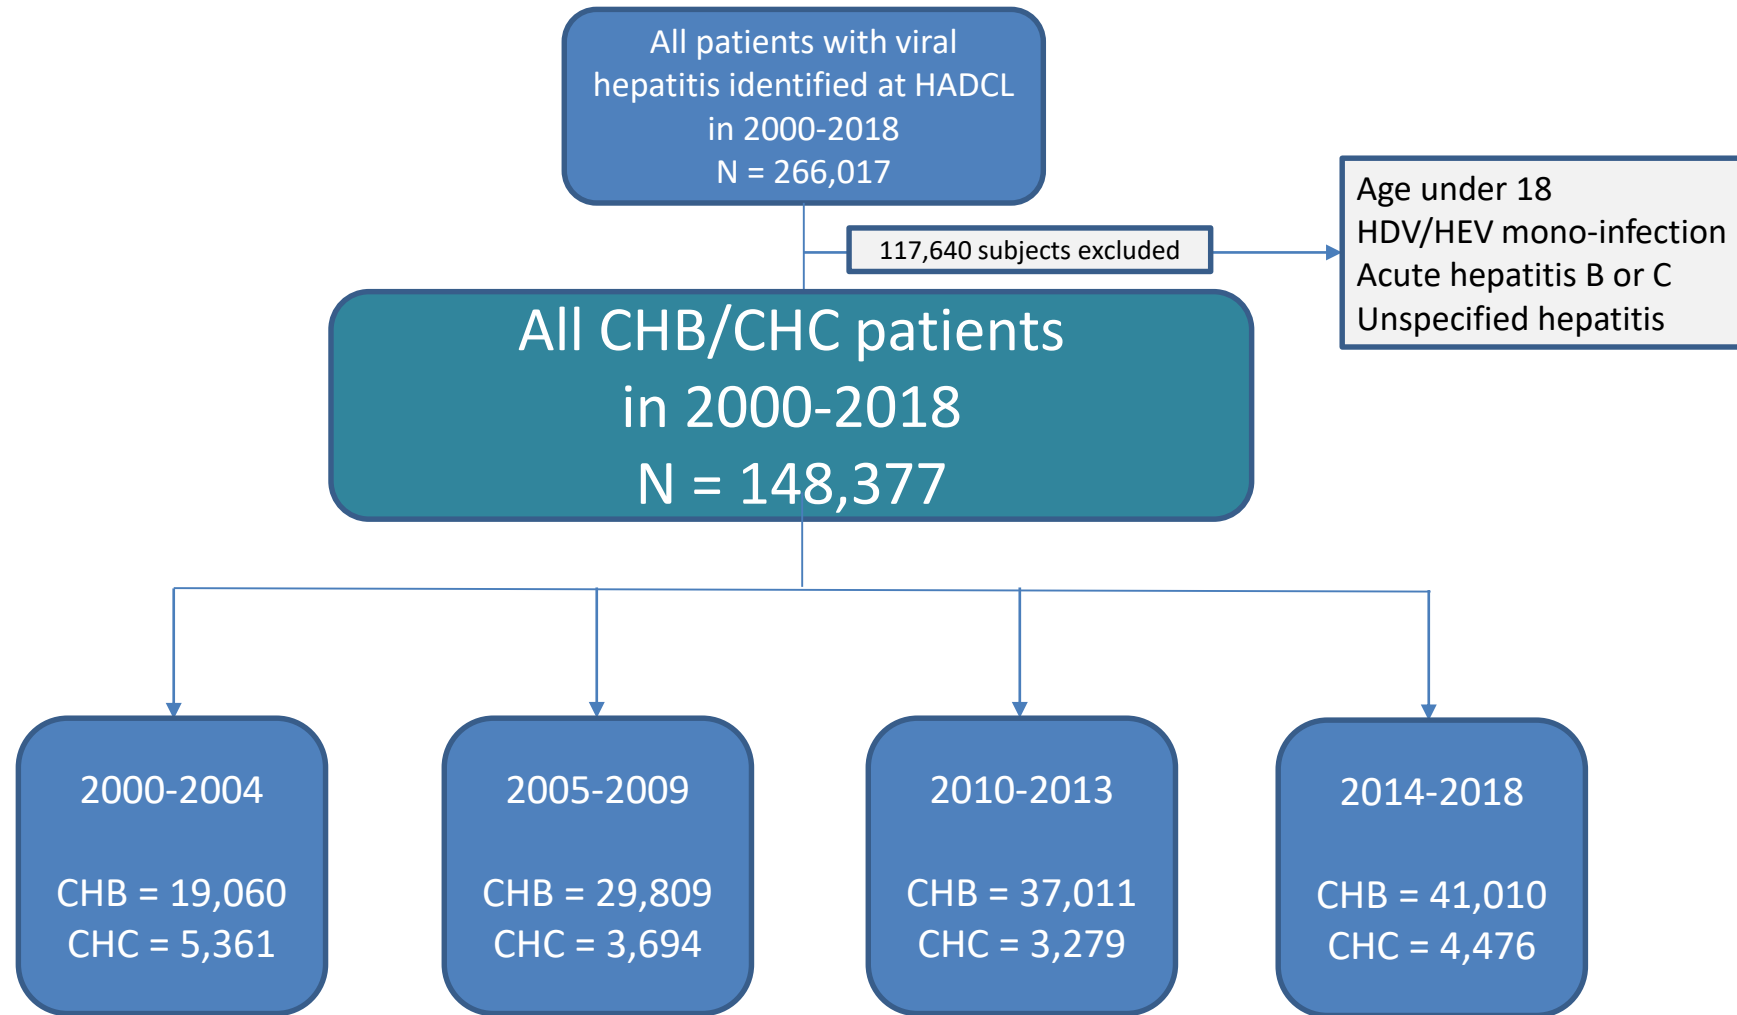 All patients with viral
hepatitis identified at HADCL
in 2000-2018
N = 266,017
117,640 subjects excluded
Age under 18
HDV/HEV mono-infection
Acute hepatitis B or C
Unspecified hepatitis
All CHB/CHC patients
in 2000-2018
N = 148,377
2000-2004
CHB = 19,060
CHC = 5,361
2005-2009
CHB = 29,809
CHC = 3,694
2010-2013
CHB = 37,011
CHC = 3,279
2014-2018
CHB = 41,010
CHC = 4,476